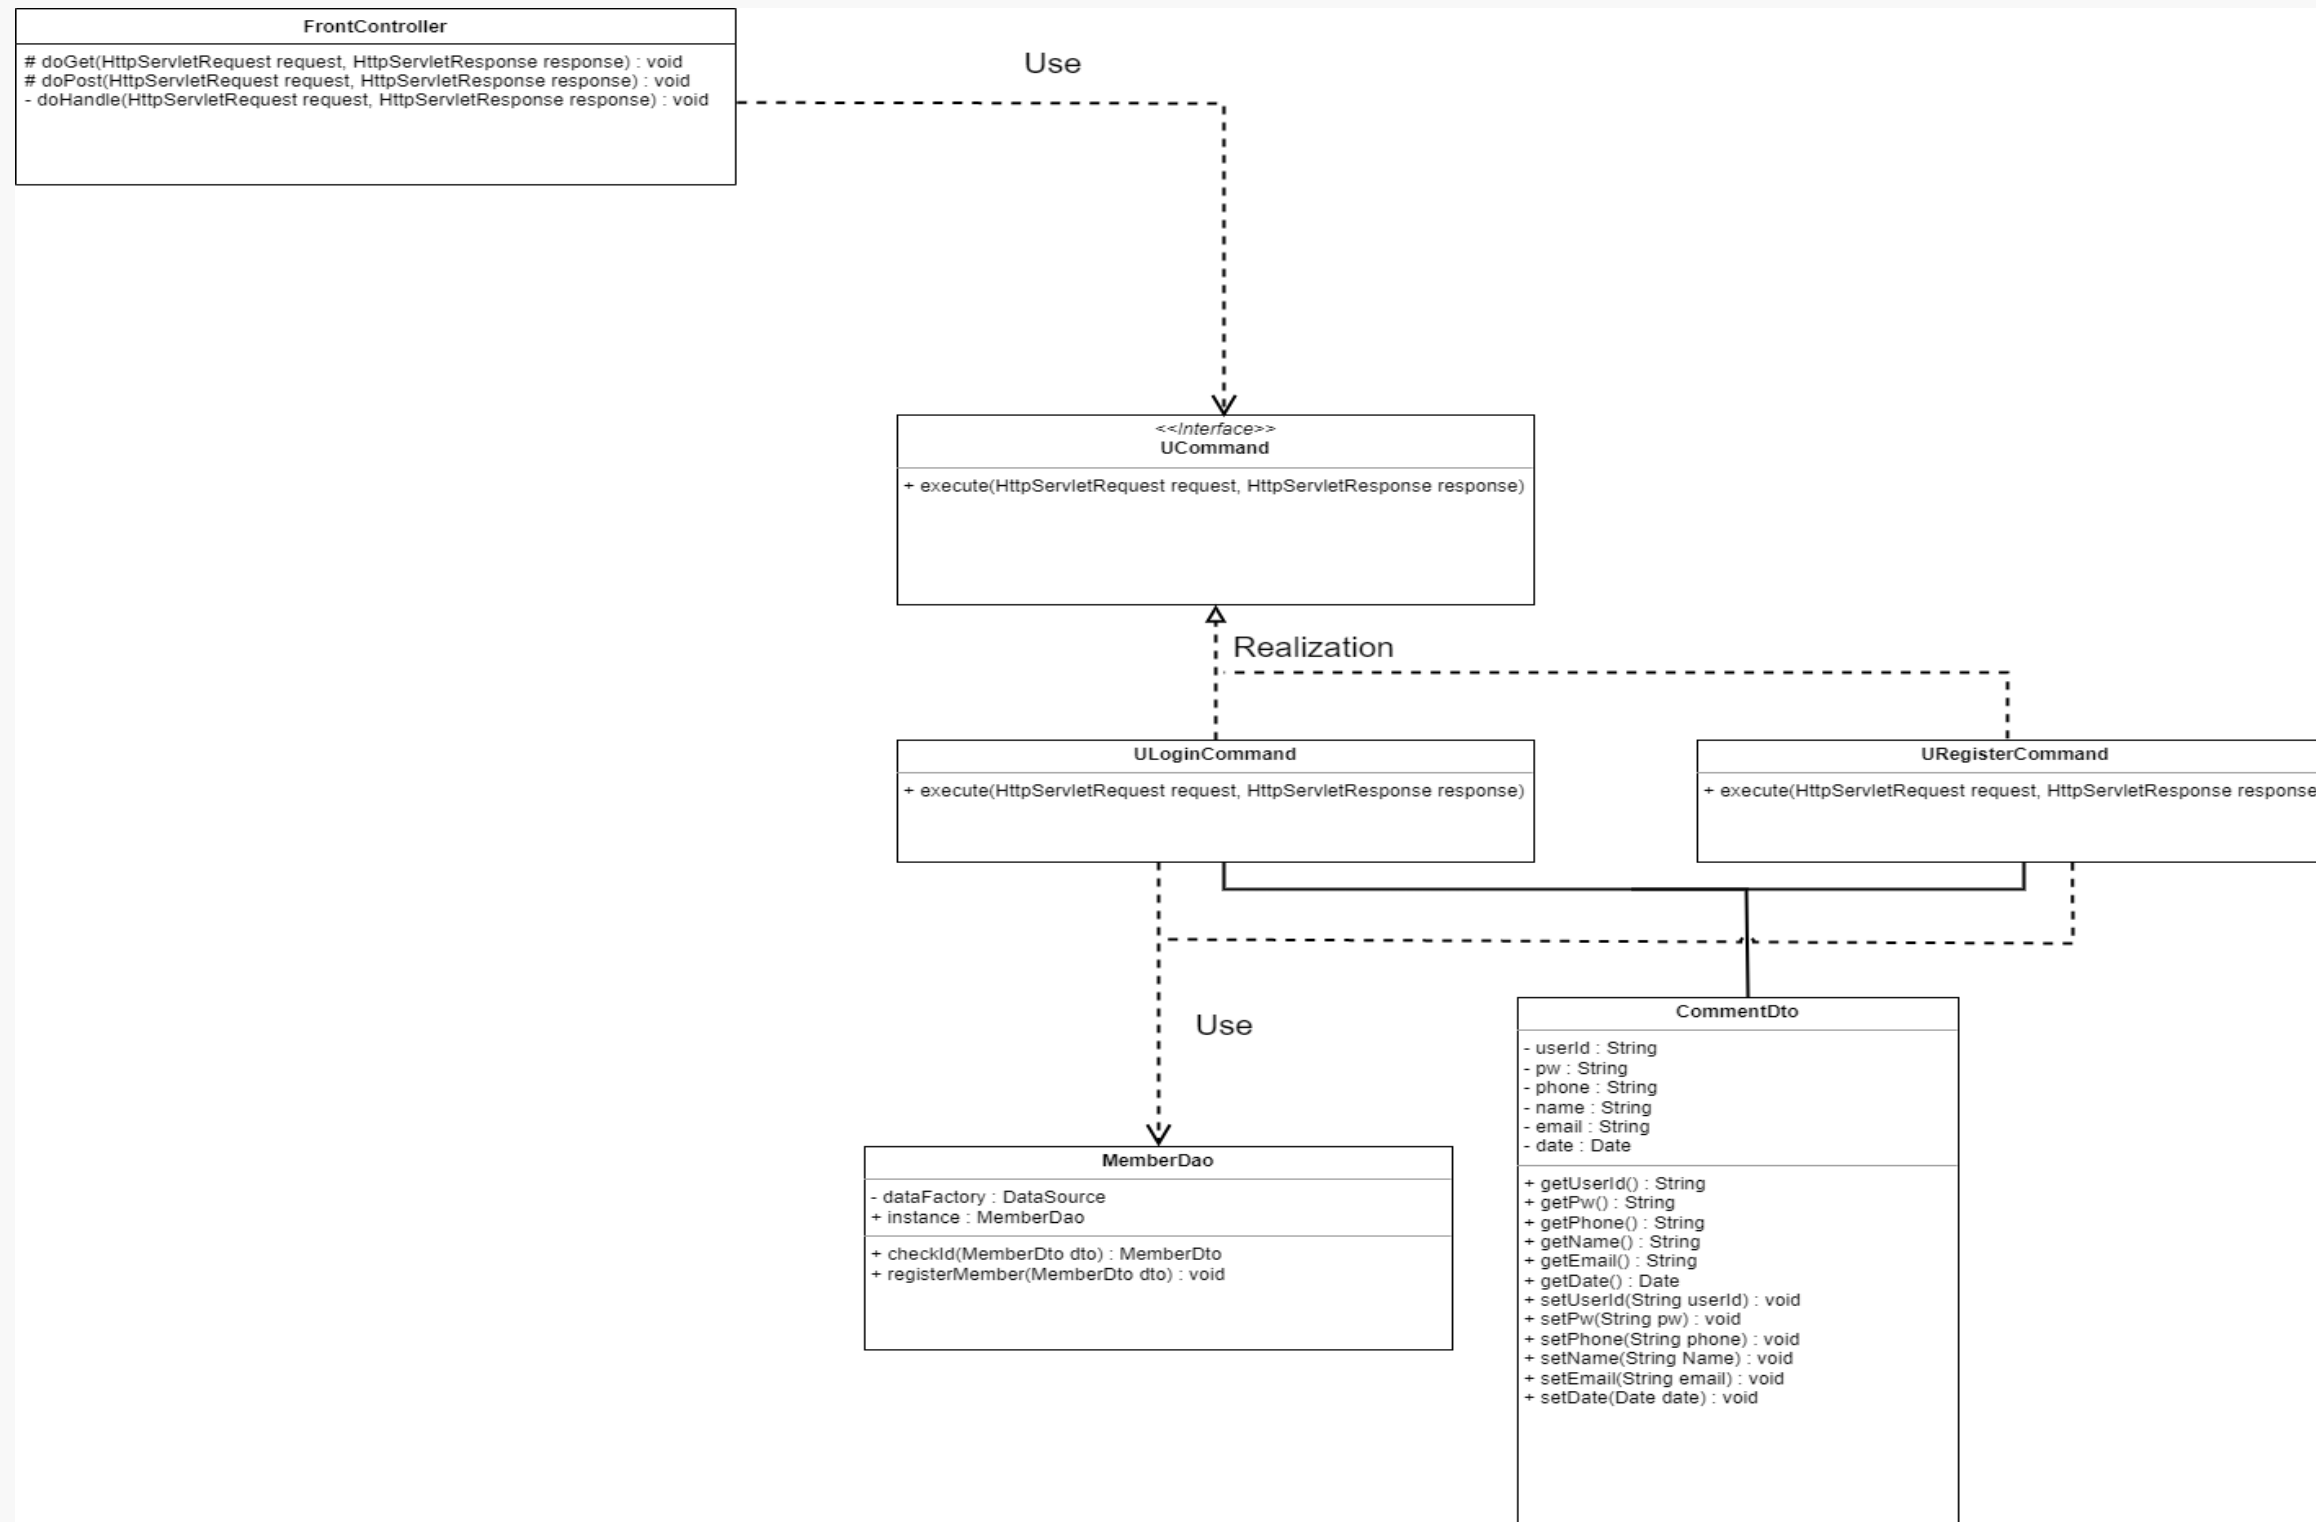 FrontController
# doGet(HttpServletRequest request, HttpServletResponse response) : void
# doPost(HttpServletRequest request, HttpServletResponse response) : void
- doHandle(HttpServletRequest request, HttpServletResponse response) : void
Use
<<Interface>>
UCommand
+ execute(HttpServletRequest request, HttpServletResponse response)
Realization
ULoginCommand
+ execute(HttpServletRequest request, HttpServletResponse response)
URegisterCommand
+ execute(HttpServletRequest request, HttpServletResponse response
Use
MemberDao
- dataFactory : DataSource
+ instance : MemberDao
+ checkId(MemberDto dto) : MemberDto
+ registerMember(MemberDto dto) : void
CommentDto
- userId : String
- pw : String
- phone : String
- name : String
- email : String
- date : Date
+ getUserId() : String
+ getPw() : String
+ getPhone() : String
+ getName() : String
+ getEmail() : String
+ getDate() : Date
+ setUserId(String userId) : void
+ setPw(String pw) : void
+ setPhone(String phone) : void
+ setName(String Name) : void
+ setEmail(String email) : void
+ setDate(Date date) : void